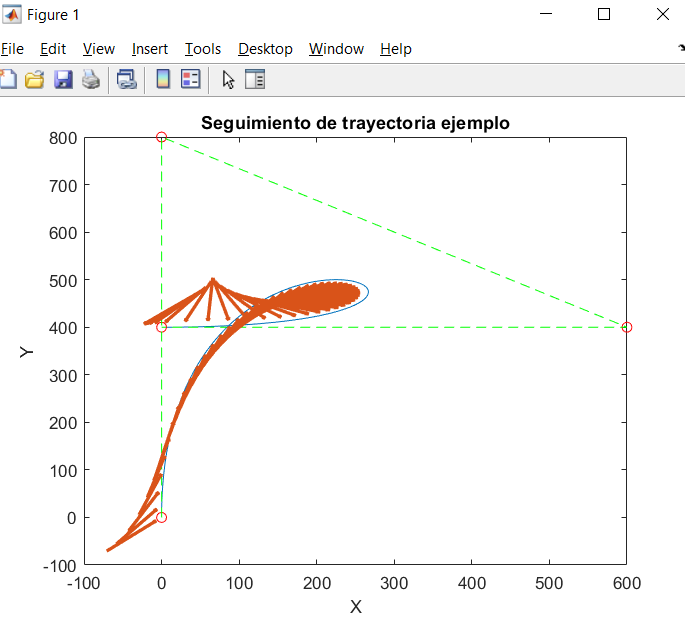 Figure 1
File Edit View Insert Tools Desktop Window Help
Seguimiento de trayectoria ejemplo
800
700
600
500
400
300
200
100
0
-100
Y
-100 0 100 200 300 400 500 600
X